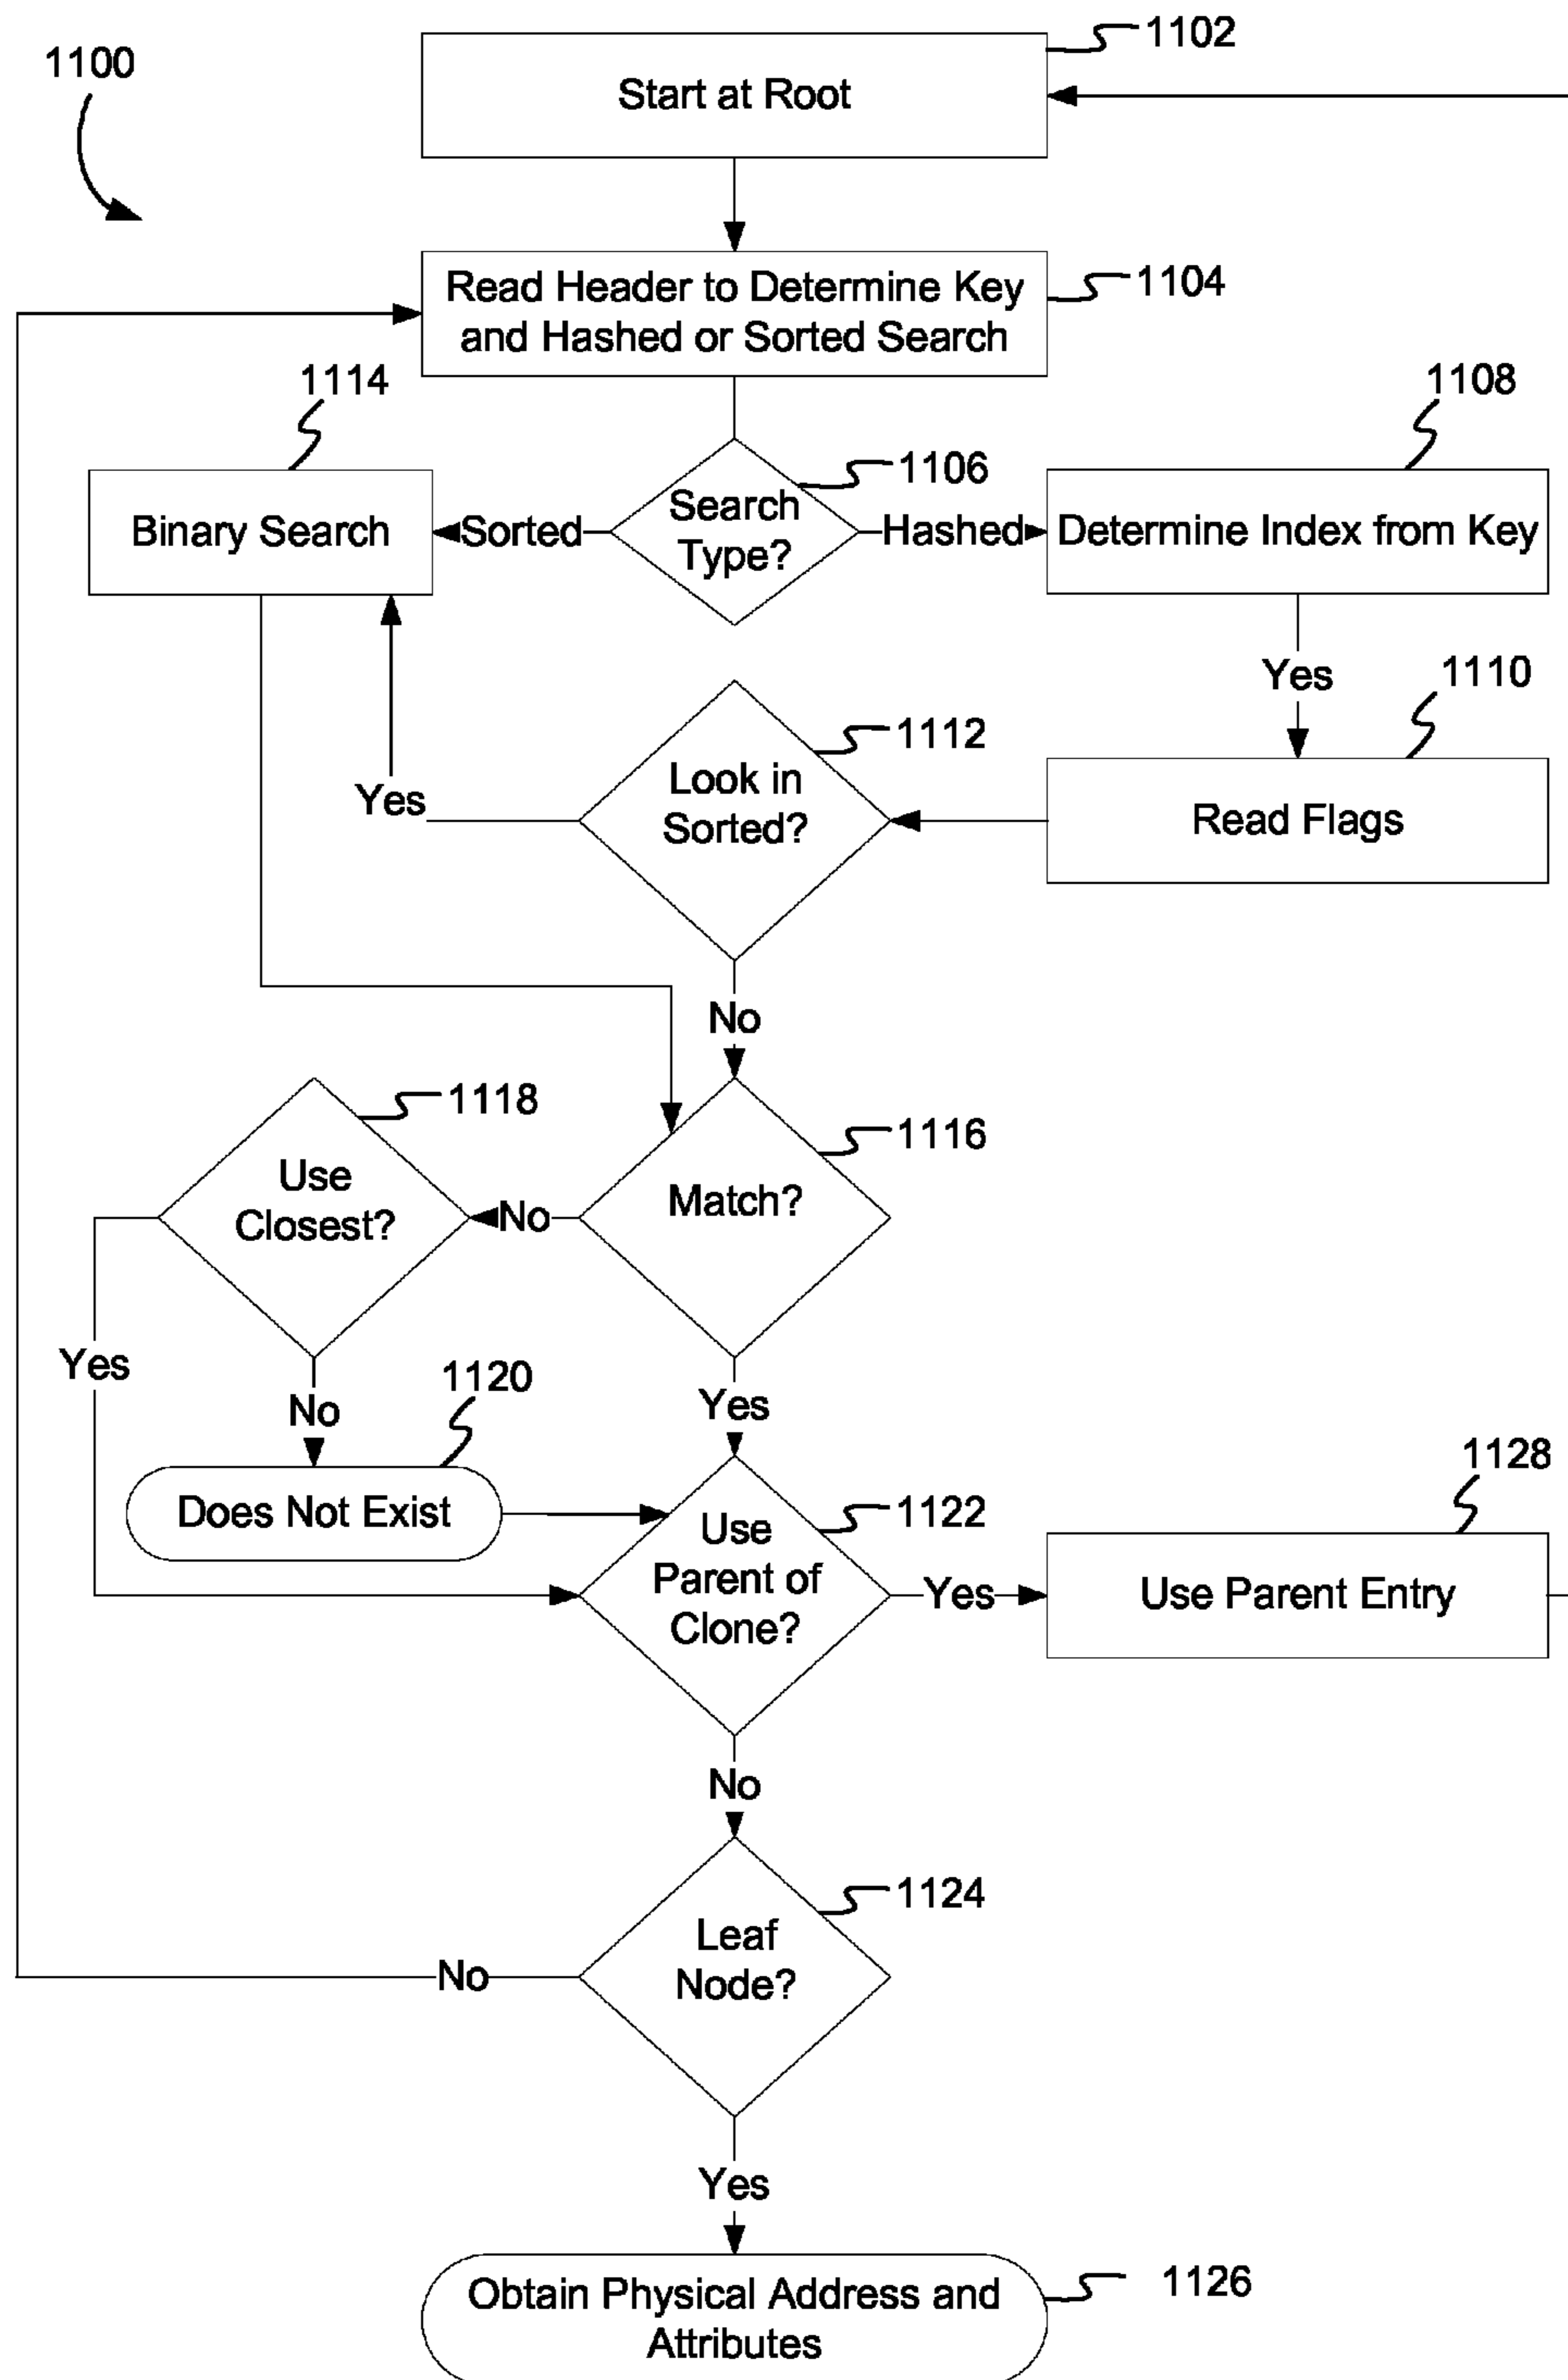 1102
1100
Start at Root
Read Header to Determine Key
and Hashed or Sorted Search
1104
1114
1108
1106
Binary Search
Sorted
Search
Type?
Hashed
Determine Index from Key
Yes
1110
1112
Look in
Sorted?
Yes
Read Flags
No
1118
1116
Use
Closest?
No
Match?
Yes
No
1120
Yes
Does Not Exist
1122
1128
Use
Parent of
Clone?
Yes
Use Parent Entry
No
1124
Leaf
Node?
No
Yes
Obtain Physical Address and
Attributes
1126